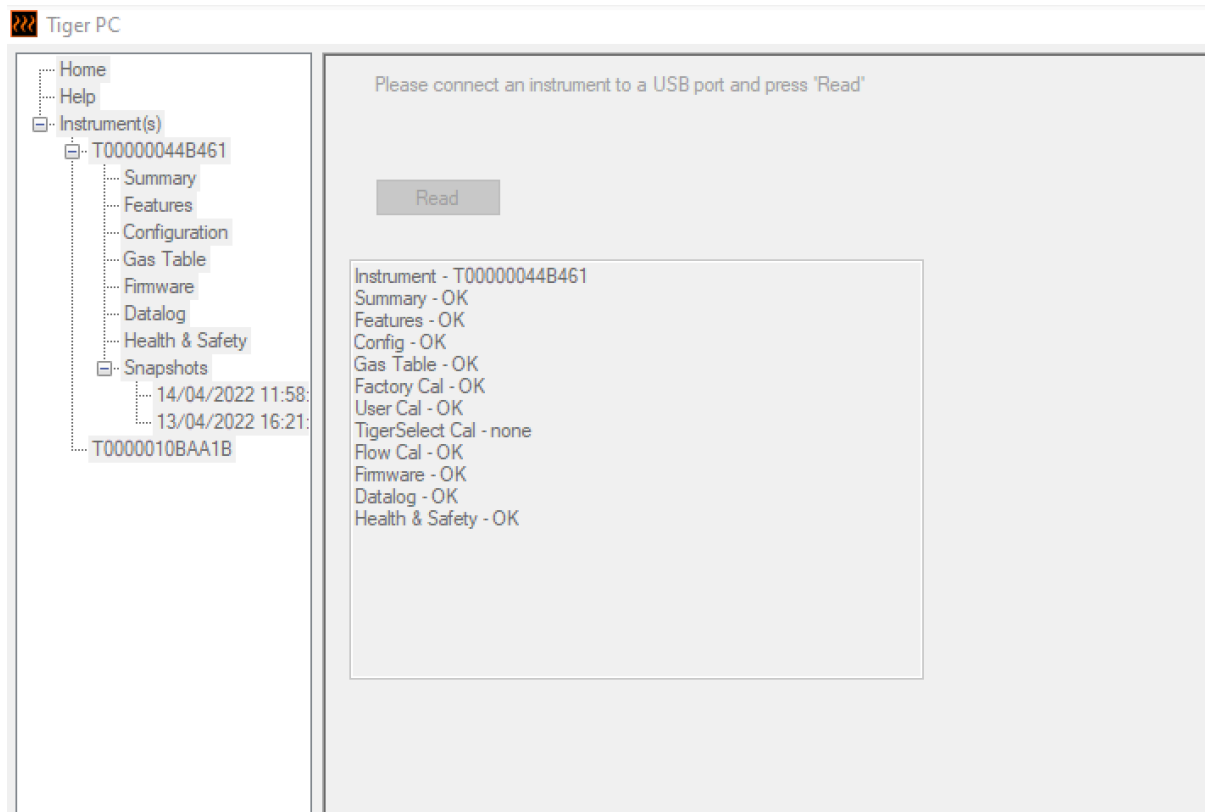 Tiger PC
Home
Help
Instrument(s)
T00000044B461
Summary
Features
Configuration
Gas Table
Firmware
Datalog
Health & Safety
Snapshots
14/04/2022 11:58:
13/04/2022 16:21:
T0000010BAA1B
Please connect an instrument to a USB port and press "Read"
Read
Instrument - T00000044B461
Summary - OK
Features - OK
Config - OK
Gas Table - OK
Factory Cal - OK
User Cal - OK
TigerSelect Cal - none
Flow Cal - OK
Firmware - OK
Datalog - OK
Health & Safety - OK